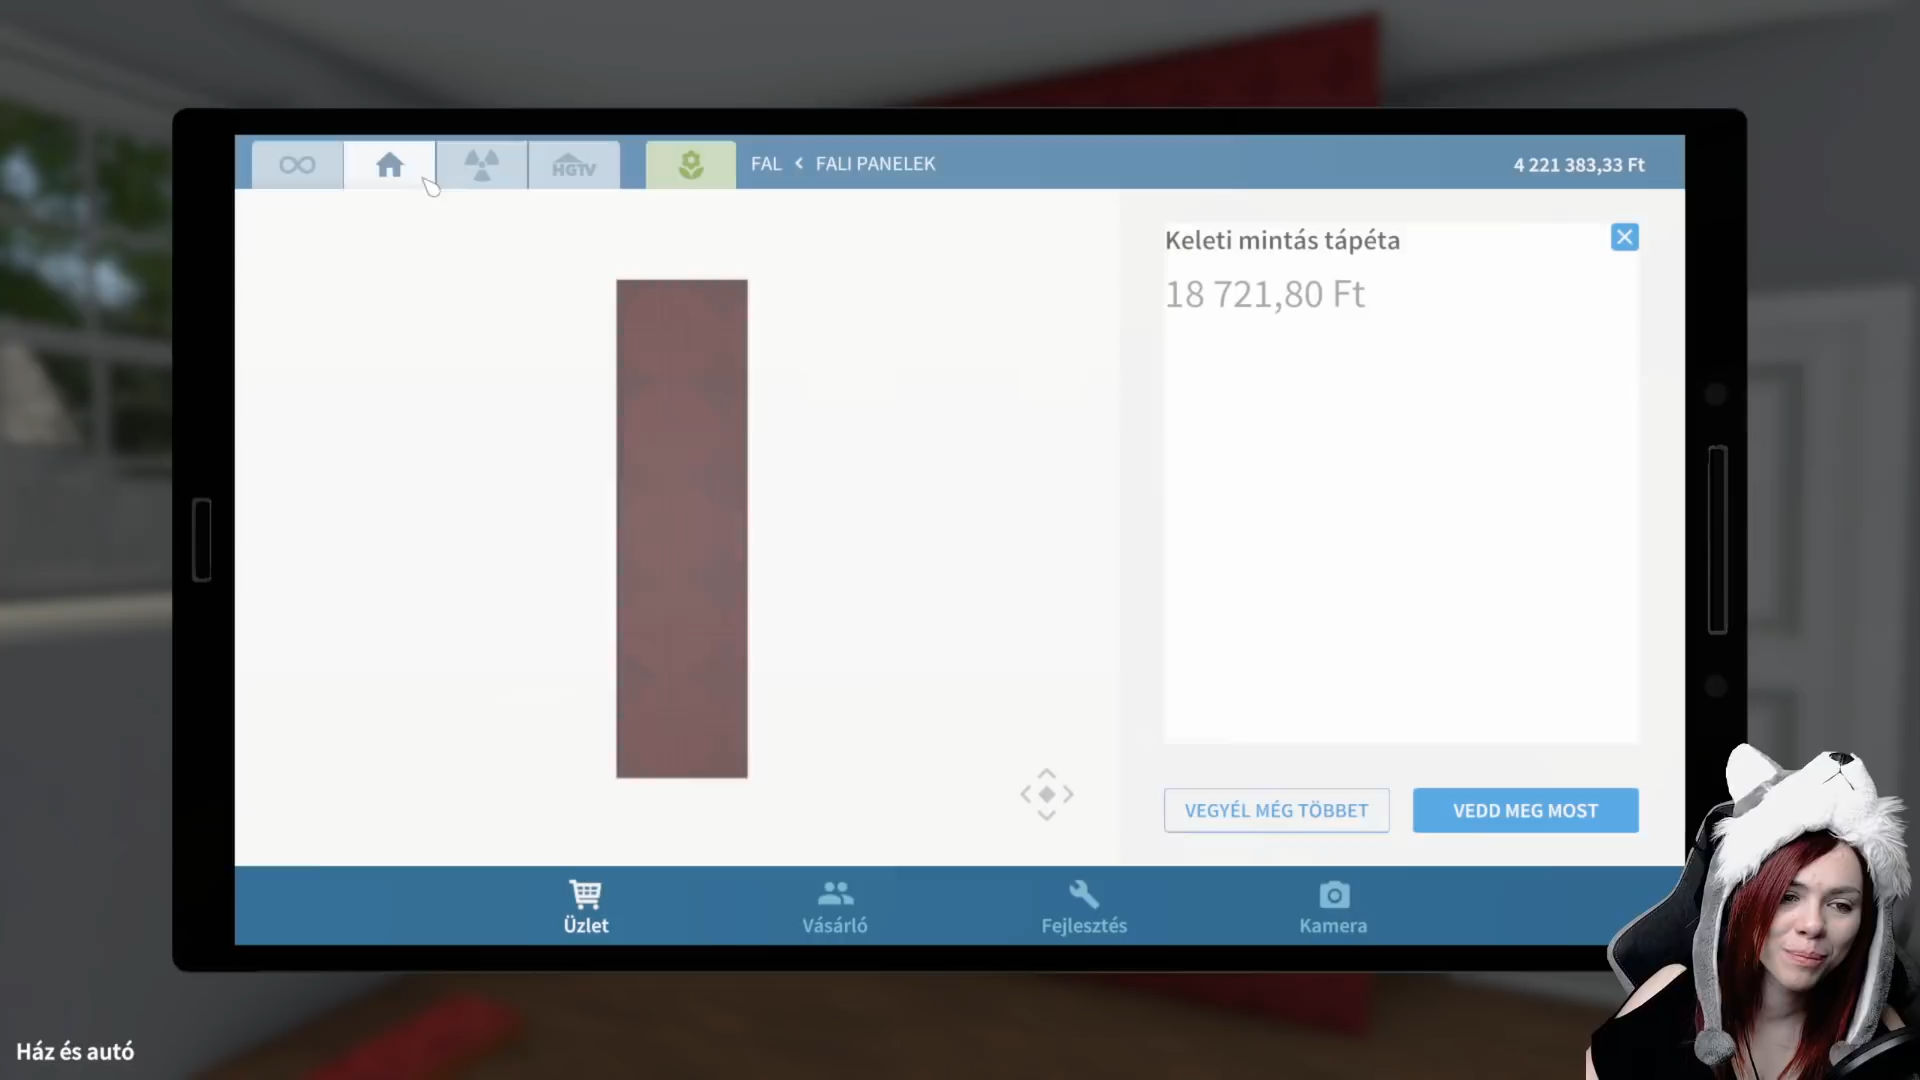 HGTV
FAL < FALI PANELEK
4 221 383,33 Ft
Keleti mintás tápéta
18 721,80 Ft
VEGYÉL MÉG TÖBBET
VEDD MEG MOST
Üzlet
Vásárló
Fejlesztés
Kamera
Ház és autó